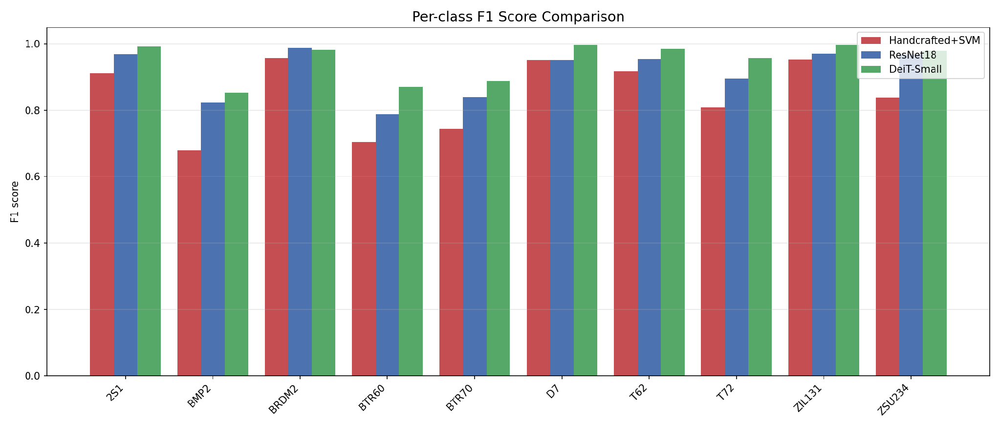 Per-class F1 Score Comparison
Handcrafted+SVM
ResNet18
DeiT-Small
F1 score
1.0
0.8
0.6
0.4
0.2
0.0
2S1
BMP2
BRDM2
BTR60
BTR70
D7
T62
T72
ZIL131
ZSU234